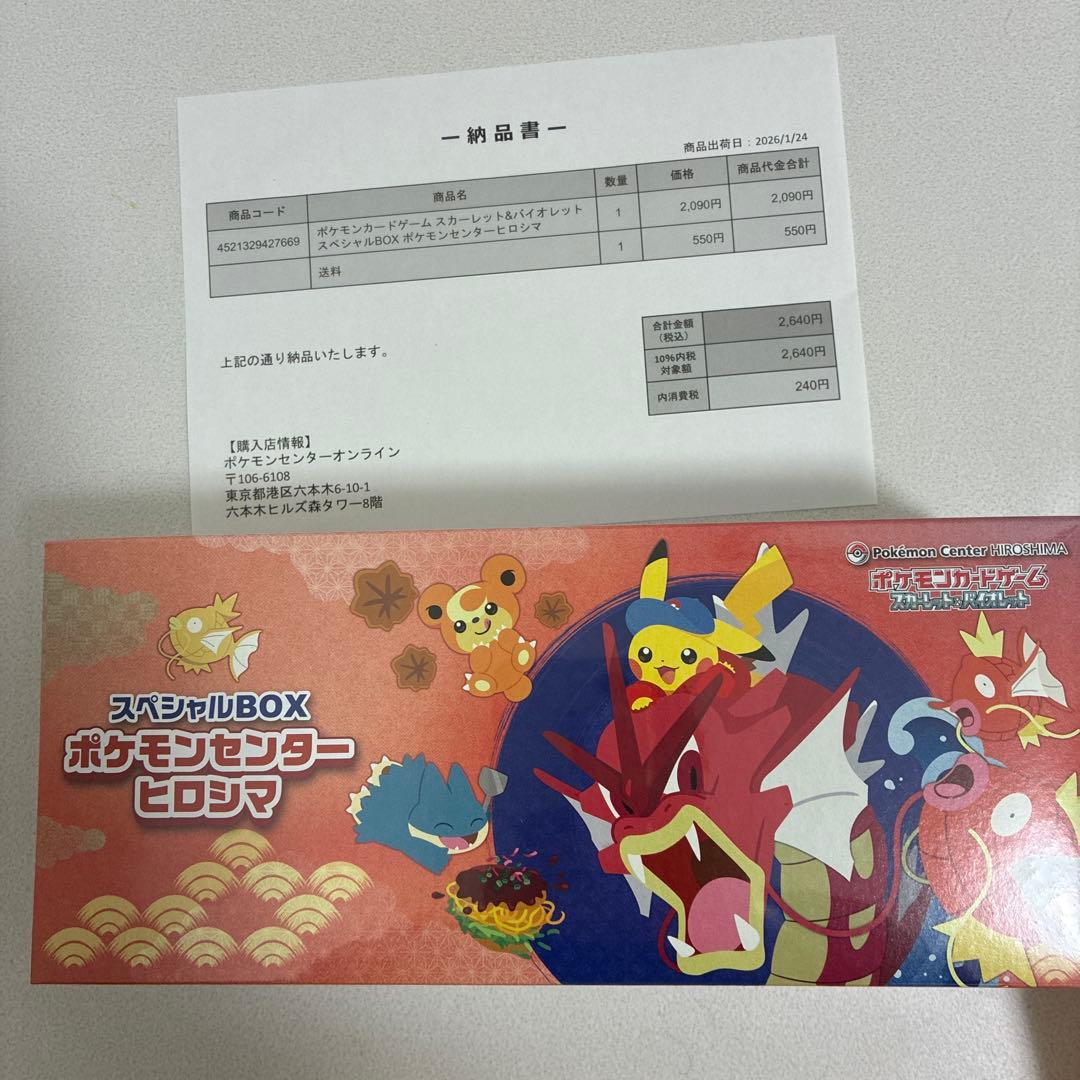 ー納品書ー
商品出荷日：2026/1/24
商品コード 商品名 数量 価格 商品代金合計
4521329427669 ポケモンカードゲーム スカーレット&バイオレット
スペシャルBOX ポケモンセンターヒロシマ 1 2,090円 2,090円
送料 1 550円 550円
合計金額
（税込） 2,640円
10%内税
対象額 2,640円
内消費税 240円
上記の通り納品いたします。
【購入店情報】
ポケモンセンターオンライン
〒106-6108
東京都港区六本木6-10-1
六本木ヒルズ森タワー8階
Pokémon Center HIROSHIMA
ポケモンカードゲーム
スカーレット&バイオレット
スペシャルBOX
ポケモンセンター
ヒロシマ